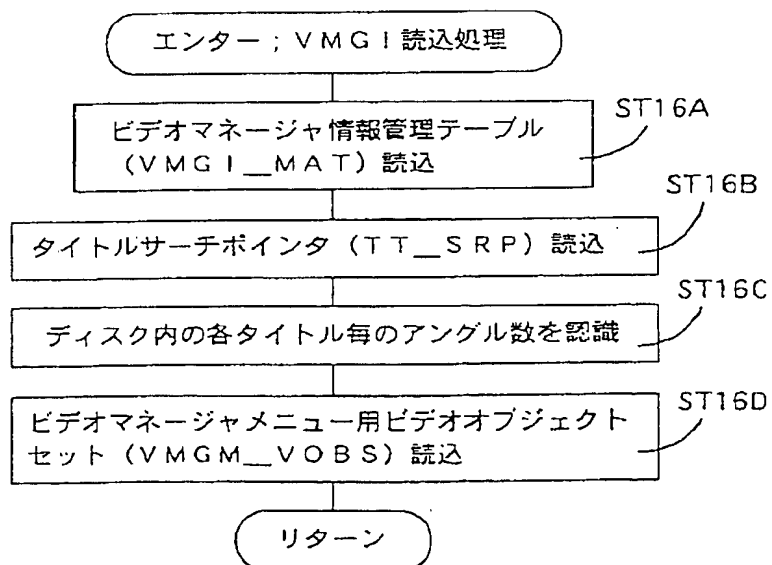 エンター;ＶＭＧＩ読込処理
ビデオマネージャ情報管理テーブル
(ＶＭＧＩ＿ＭＡＴ)読込
ST16A
タイトルサーチポインタ(ＴＴ＿ＳＲＰ)読込
ST16B
ディスク内の各タイトル毎のアングル数を認識
ST16C
ビデオマネージャメニュー用ビデオオブジェクト
セット(ＶＭＧＭ＿ＶＯＢＳ)読込
ST16D
リターン